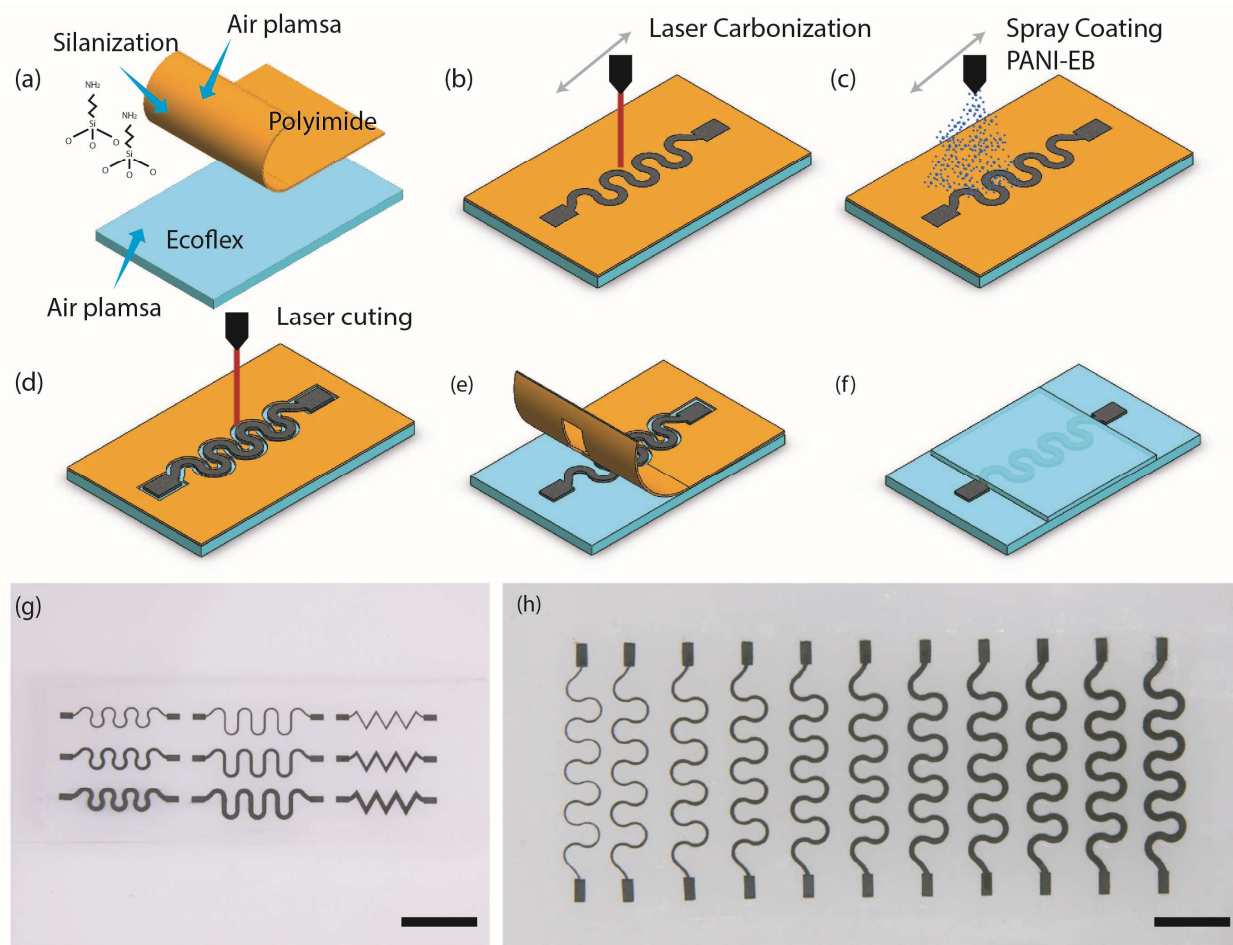 Air plamsa
Silanization
(a)
NH2
NH2
Si
O
O
O
Si
O
O
O
Polyimide
Ecoflex
Air plamsa
Laser Carbonization
(b)
Spray Coating
PANI-EB
(c)
Laser cuting
(d)
(e)
(f)
(g)
(h)